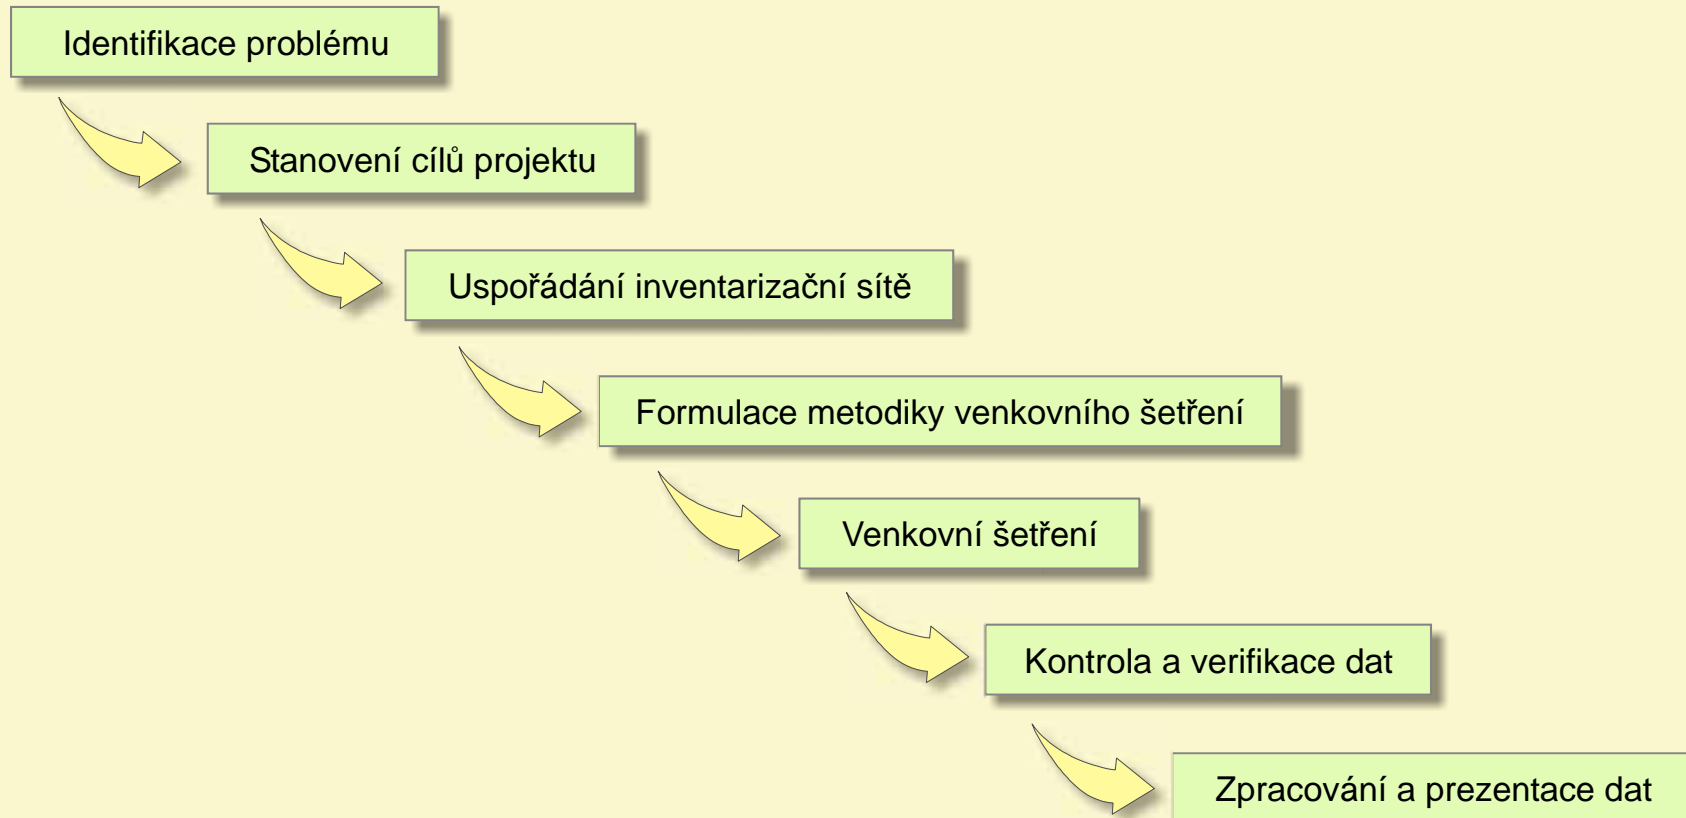 Identifikace problému
Stanovení cílů projektu
Uspořádání inventarizační sítě
Formulace metodiky venkovního šetření
Venkovní šetření
Kontrola a verifikace dat
Zpracování a prezentace dat